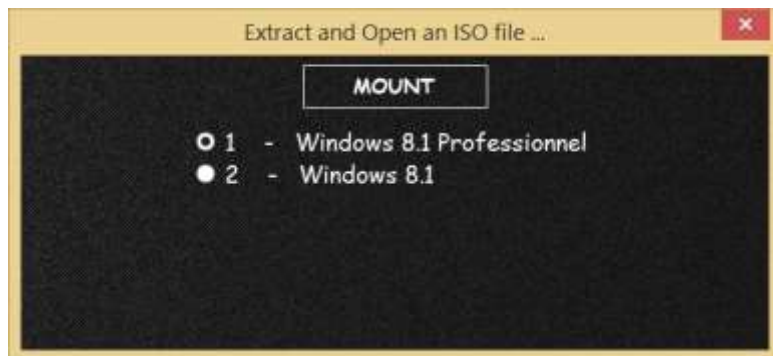 Extract and Open an ISO file ...
MOUNT
1 - Windows 8.1 Professionnel
2 - Windows 8.1